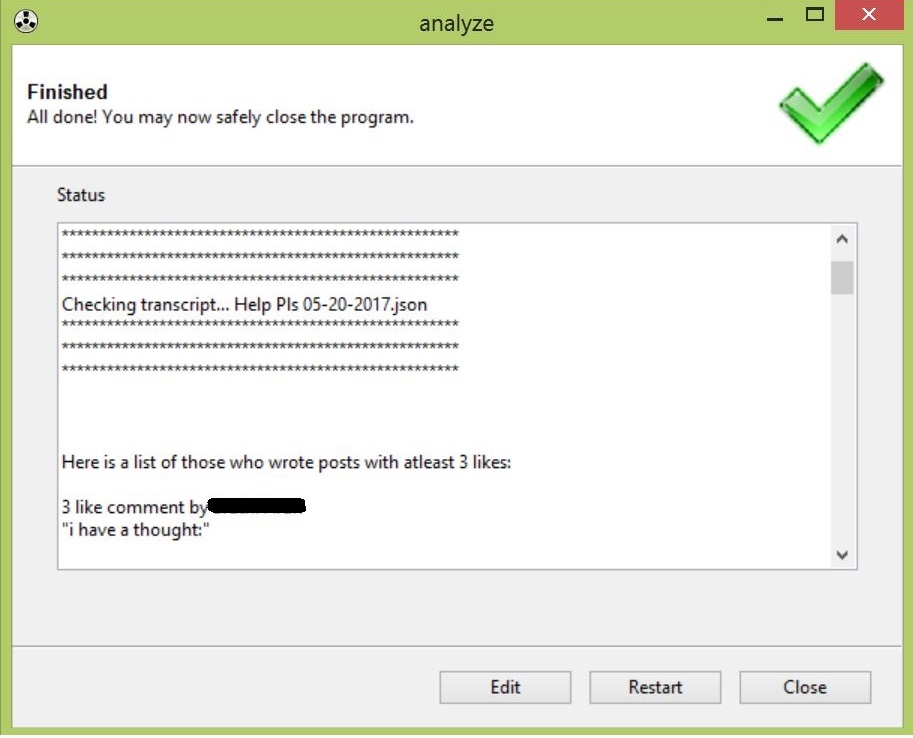 analyze
Finished
All done! You may now safely close the program.
Status
*****************************************************
*****************************************************
*****************************************************
Checking transcript... Help Pls 05-20-2017.json
*****************************************************
*****************************************************
*****************************************************
Here is a list of those who wrote posts with atleast 3 likes:
3 like comment by
"i have a thought:"
Edit
Restart
Close